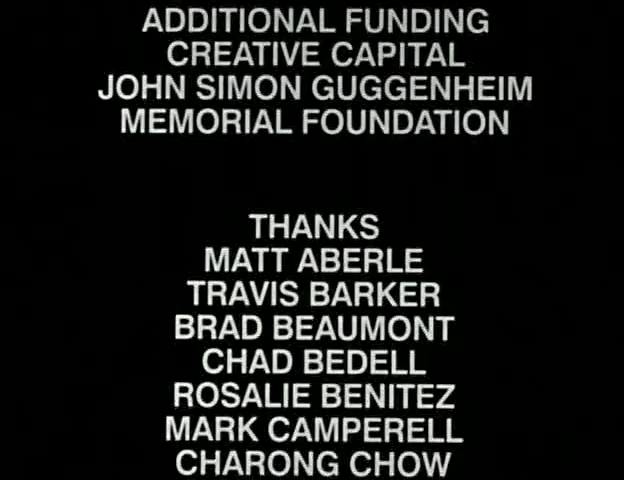 ADDITIONAL FUNDING
CREATIVE CAPITAL
JOHN SIMON GUGGENHEIM
MEMORIAL FOUNDATION
THANKS
MATT ABERLE
TRAVIS BARKER
BRAD BEAUMONT
CHAD BEDELL
ROSALIE BENITEZ
MARK CAMPERELL
CHARONG CHOW